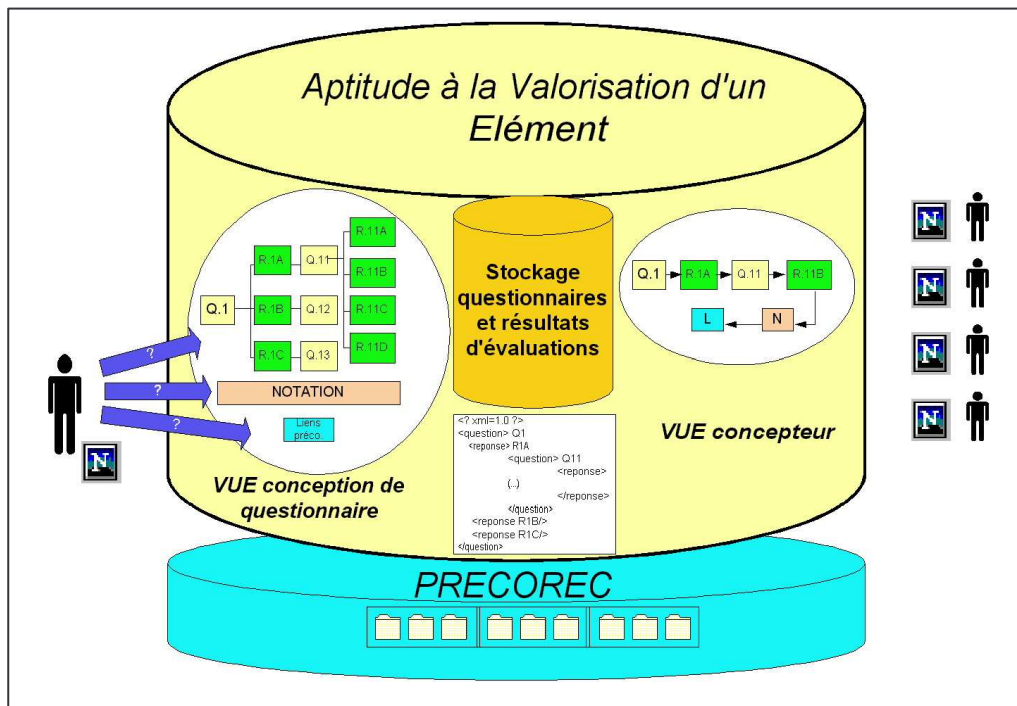 Aptitude à la Valorisation d'un
Elément
R.11A
R.1A
Q.11
R.11B
Q.1
R.1B
Q.12
R.11C
R.1C
Q.13
R.11D
?
?
?
NOTATION
Liens
préco.
N
VUE conception de
questionnaire
Stockage
questionnaires
et résultats
d'évaluations
<? xml=1.0 ?>
<question> Q1
<reponse> R1A
<question> Q11
<reponse>
(...)
</reponse>
</question>
<reponse R1B/>
<reponse R1C/>
</question>
Q.1
R.1A
Q.11
R.11B
L
N
VUE concepteur
N
N
N
N
PRECOREC